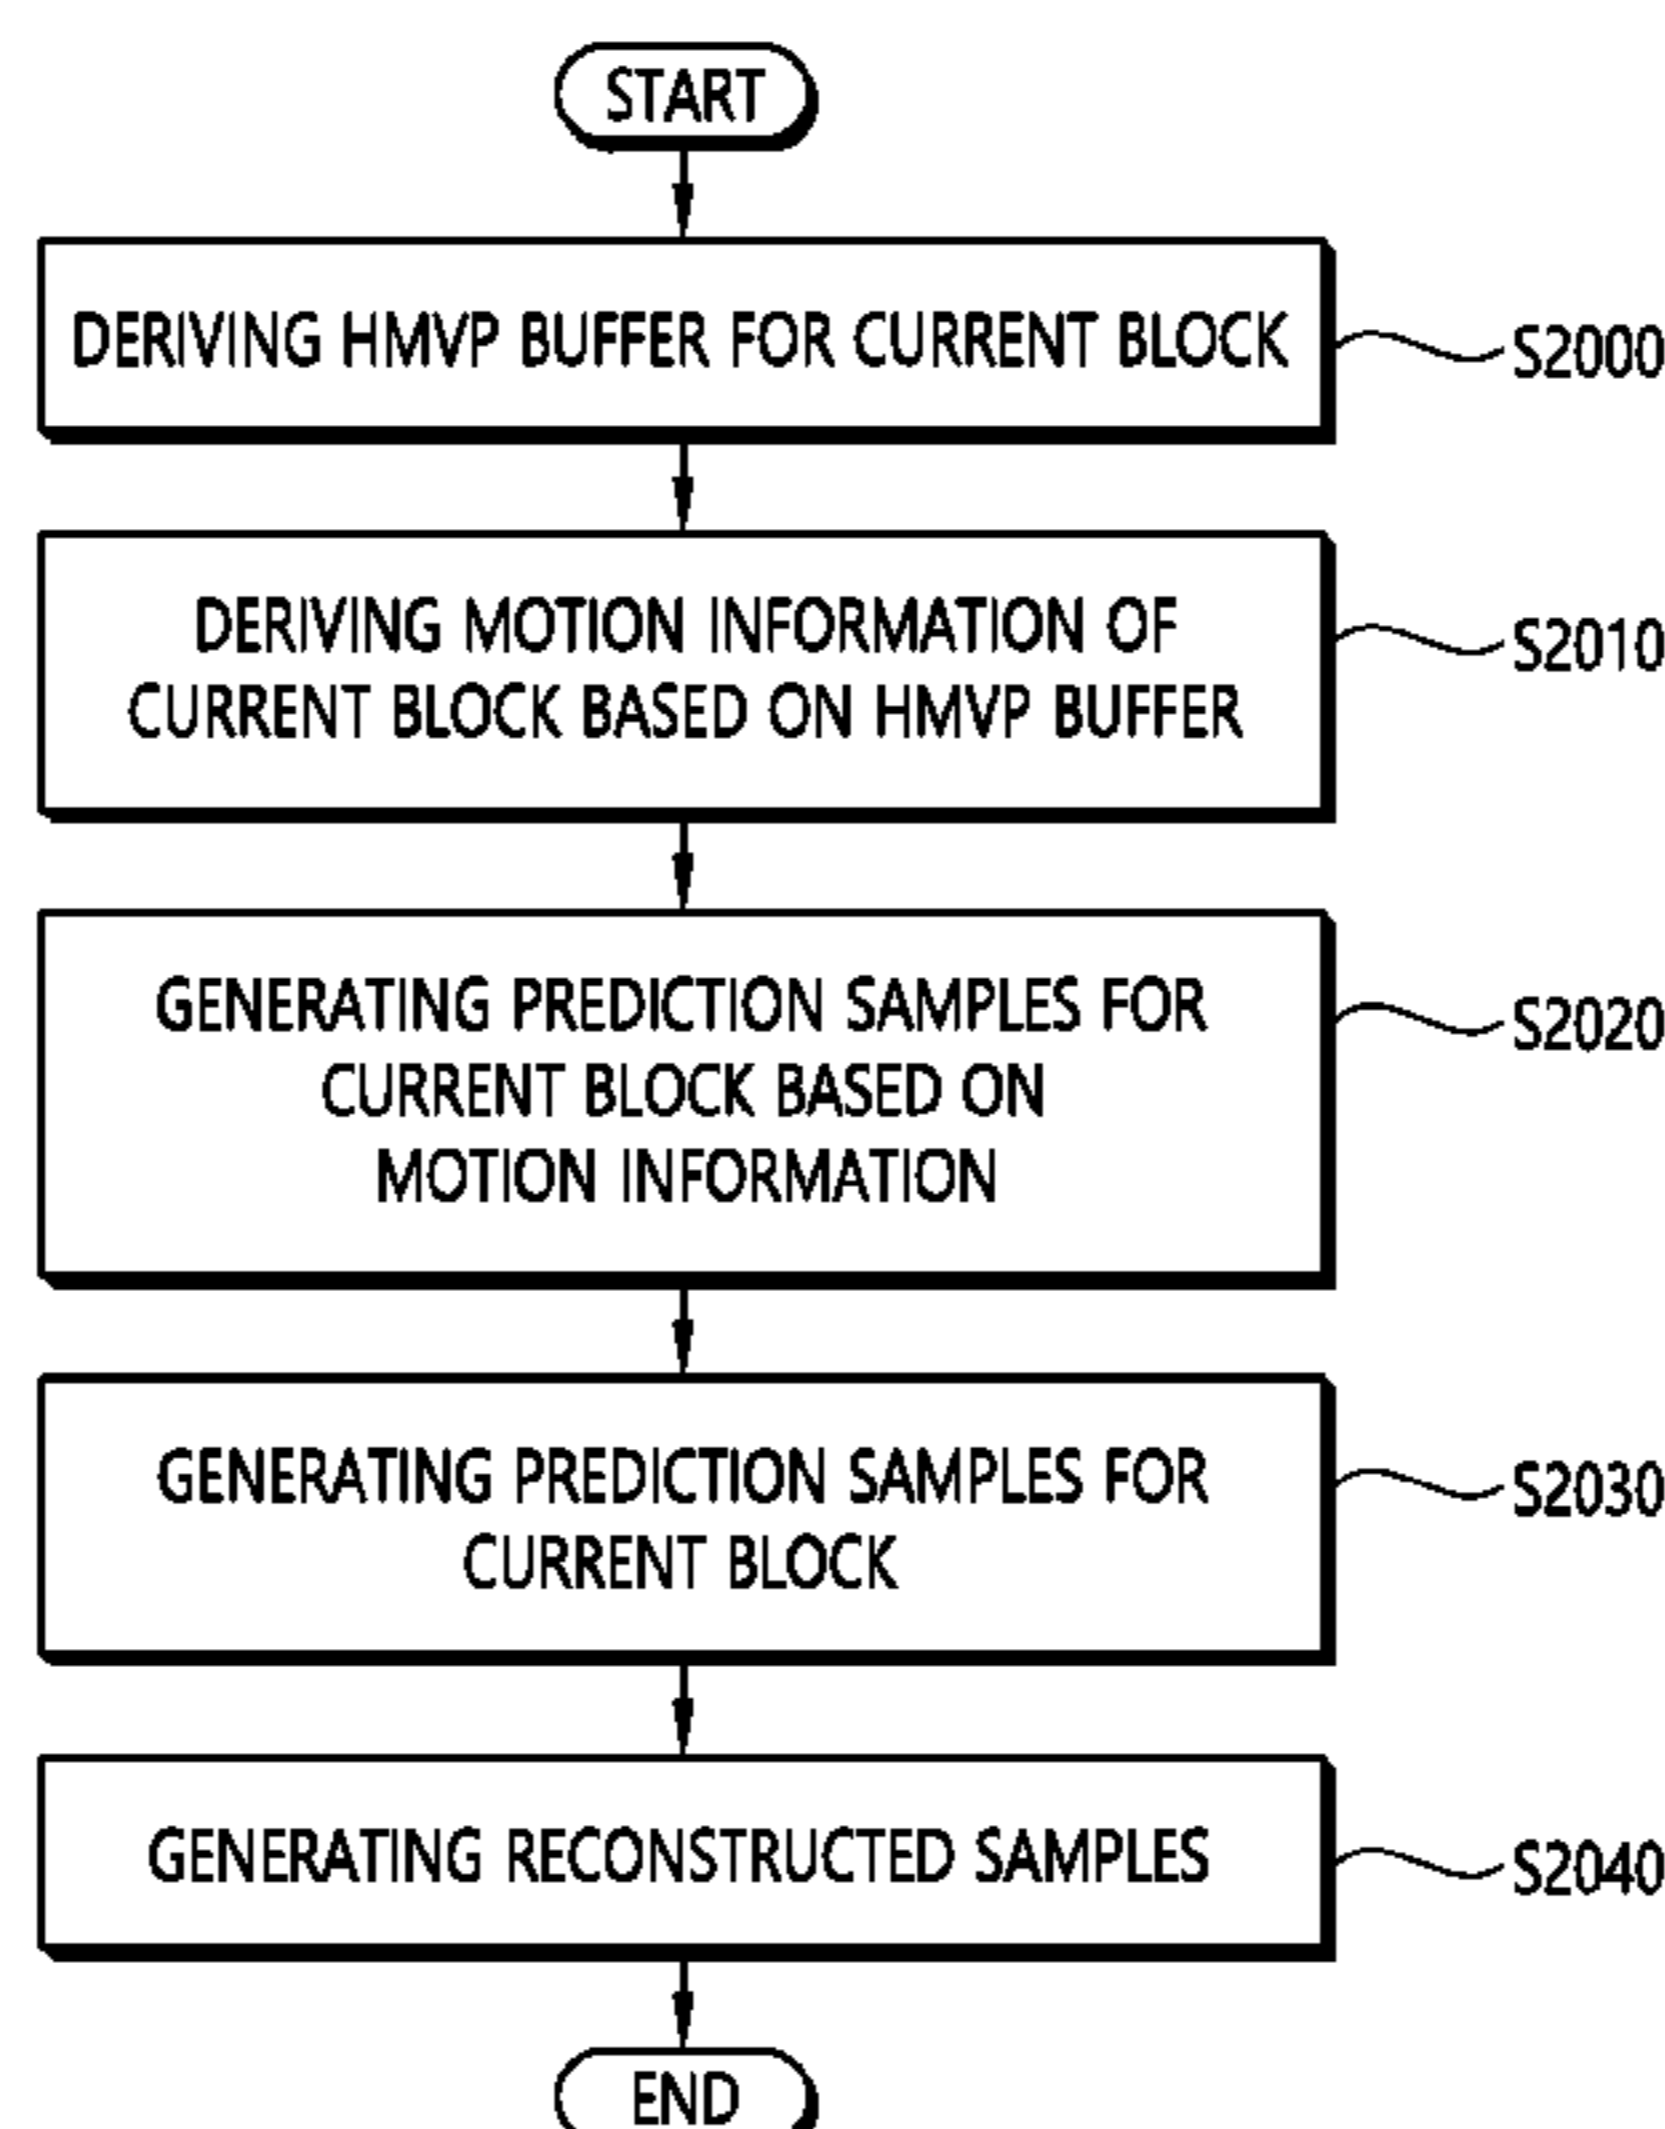 START
DERIVING HMVP BUFFER FOR CURRENT BLOCK
S2000
DERIVING MOTION INFORMATION OF
CURRENT BLOCK BASED ON HMVP BUFFER
S2010
GENERATING PREDICTION SAMPLES FOR
CURRENT BLOCK BASED ON
MOTION INFORMATION
S2020
GENERATING PREDICTION SAMPLES FOR
CURRENT BLOCK
S2030
GENERATING RECONSTRUCTED SAMPLES
S2040
END